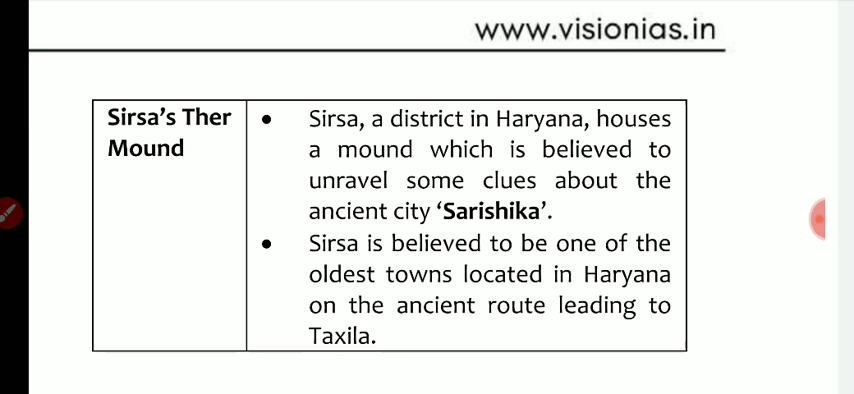 www.visionias.in
Sirsa's Ther
Mound
• Sirsa, a district in Haryana, houses
a mound which is believed to
unravel some clues about the
ancient city ‘Sarishika’.
• Sirsa is believed to be one of the
oldest towns located in Haryana
on the ancient route leading to
Taxila.